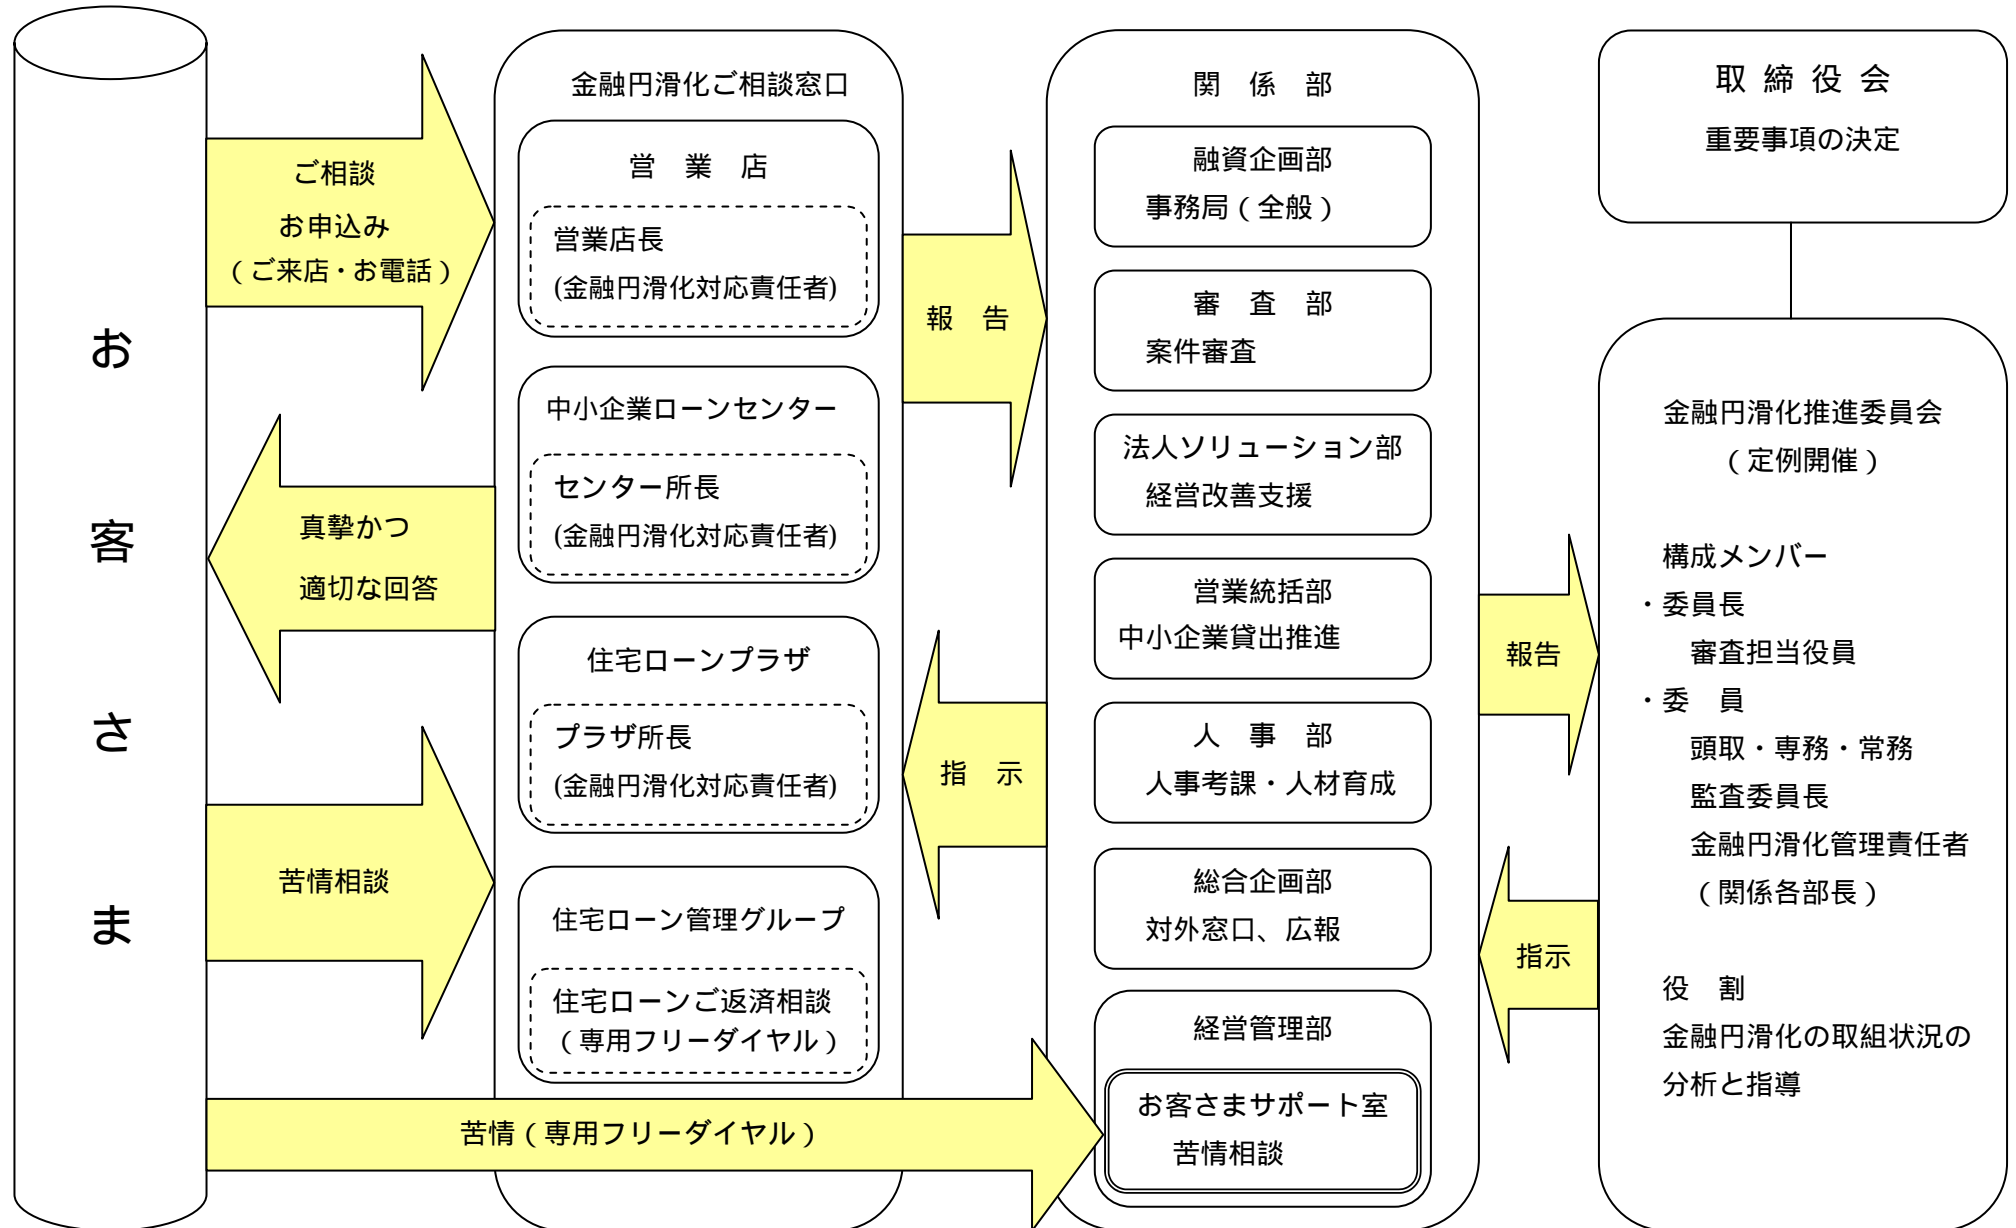 お客さま
ご相談
お申込み
（ご来店・お電話）
真摯かつ
適切な回答
苦情相談
苦情（専用フリーダイヤル）
金融円滑化ご相談窓口
営　業　店
営業店長
(金融円滑化対応責任者)
中小企業ローンセンター
センター所長
(金融円滑化対応責任者)
住宅ローンプラザ
プラザ所長
(金融円滑化対応責任者)
住宅ローン管理グループ
住宅ローンご返済相談
（専用フリーダイヤル）
報　告
指　示
関　係　部
融資企画部
事務局（全般）
審　査　部
案件審査
法人ソリューション部
経営改善支援
営業統括部
中小企業貸出推進
人　事　部
人事考課・人材育成
総合企画部
対外窓口、広報
経営管理部
お客さまサポート室
苦情相談
報告
指示
取 締 役 会
重要事項の決定
金融円滑化推進委員会
（定例開催）
構成メンバー
・委員長
審査担当役員
・委　員
頭取・専務・常務
監査委員長
金融円滑化管理責任者
（関係各部長）
役　割
金融円滑化の取組状況の
分析と指導